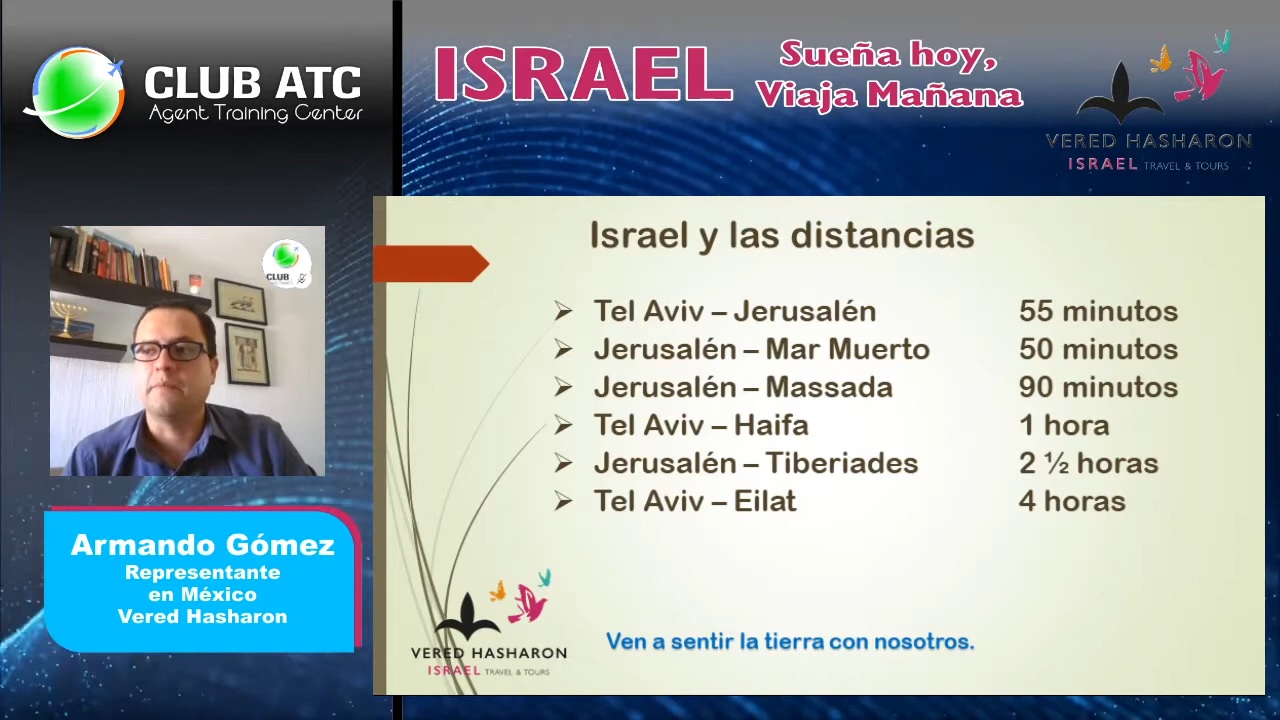 CLUB ATC
Agent Training Center
ISRAEL
Sueña hoy,
Viaja Mañana
VERED HASHARON
ISRAEL TRAVEL & TOURS
CLUB
Armando Gómez
Representante
en México
Vered Hasharon
Israel y las distancias
Tel Aviv – Jerusalén 55 minutos
Jerusalén – Mar Muerto 50 minutos
Jerusalén – Massada 90 minutos
Tel Aviv – Haifa 1 hora
Jerusalén – Tiberiades 2 ½ horas
Tel Aviv – Eilat 4 horas
VERED HASHARON
ISRAEL TRAVEL & TOURS
Ven a sentir la tierra con nosotros.